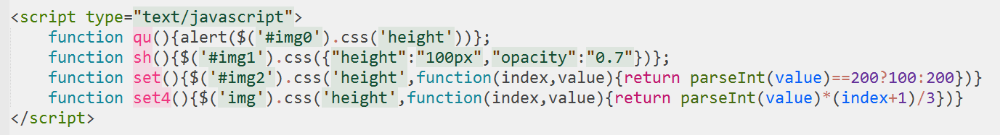 <script type="text/javascript">
function qu(){alert($('#img0').css('height'))};
function sh(){$('#img1').css({"height":"100px","opacity":"0.7"})};
function set(){$('#img2').css('height',function(index,value){return parseInt(value)==200?100:200})}
function set4(){$('img').css('height',function(index,value){return parseInt(value)*(index+1)/3})}
</script>